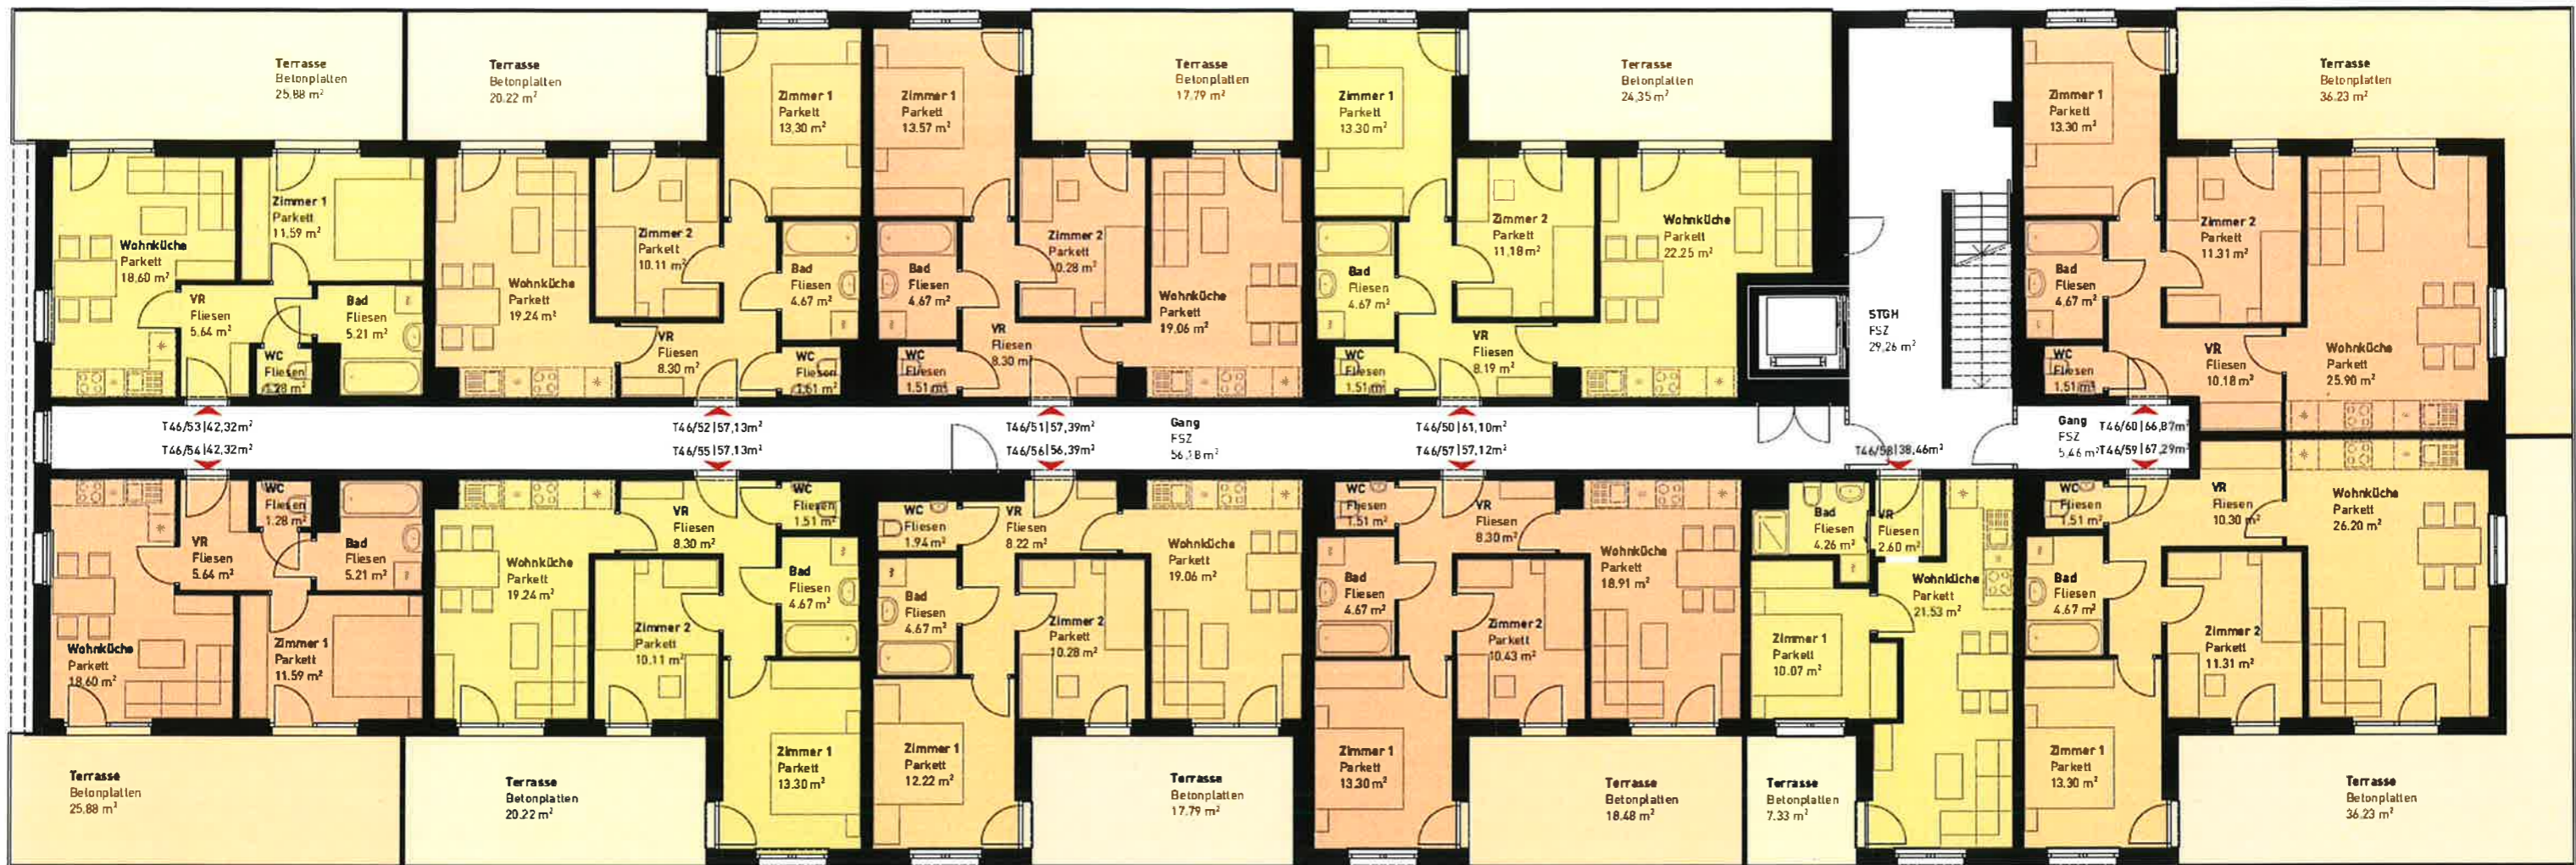 Terrasse
Betonplatten
25.88 m²
Terrasse
Betonplatten
20.22 m²
Zimmer 1
Parkett
13.30 m²
Zimmer 1
Parkett
13.57 m²
Terrasse
Betonplatten
17.79 m²
Zimmer 1
Parkett
13.30 m²
Terrasse
Betonplatten
24,35 m²
Zimmer 1
Parkett
13.30 m²
Terrasse
Betonplatten
36.23 m²
Wohnküche
Parkett
18.60 m²
Zimmer 1
Parkett
11.59 m²
VR
Fliesen
5.64 m²
WC
Fliesen
1.28 m²
Bad
Fliesen
5.21 m²
Wohnküche
Parkett
19.24 m²
Zimmer 2
Parkett
10.11 m²
VR
Fliesen
8.30 m²
Bad
Fliesen
4.67 m²
WC
Fliesen
1.51 m²
Bad
Fliesen
4.67 m²
WC
Fliesen
1.51 m²
VR
Fliesen
8.30 m²
Zimmer 2
Parkett
10.28 m²
Wohnküche
Parkett
19.06 m²
Bad
Fliesen
4.67 m²
WC
Fliesen
1.51 m²
VR
Fliesen
8.19 m²
Zimmer 2
Parkett
11,18 m²
Wohnküche
Parkett
22.25 m²
STGH
FSZ
29,26 m²
Bad
Fliesen
4.67 m²
WC
Fliesen
1.51 m²
Zimmer 2
Parkett
11.31 m²
VR
Fliesen
10.18 m²
Wohnküche
Parkett
25.90 m²
T46/53|42,32m²
T46/52|57,13m²
T46/51|57,39m²
T46/50|61,10m²
T46/60|66,87m²
Gang
FSZ
56,18 m²
Gang
FSZ
5.46 m²
T46/54|42,32m²
T46/55|57,13m²
T46/56|56,39m²
T46/57|57,12m²
T46/58|38,46m²
T46/59|67,29m²
Wohnküche
Parkett
18.60 m²
VR
Fliesen
5.64 m²
WC
Fliesen
1.28 m²
Bad
Fliesen
5.21 m²
Zimmer 1
Parkett
11.59 m²
Wohnküche
Parkett
19.24 m²
VR
Fliesen
8.30 m²
WC
Fliesen
1.51 m²
Bad
Fliesen
4.67 m²
Zimmer 2
Parkett
10.11 m²
Zimmer 1
Parkett
13.30 m²
WC
Fliesen
1.94 m²
VR
Fliesen
8.22 m²
Bad
Fliesen
4.67 m²
Zimmer 2
Parkett
10.28 m²
Wohnküche
Parkett
19.06 m²
Zimmer 1
Parkett
12.22 m²
WC
Fliesen
1.51 m²
VR
Fliesen
8.30 m²
Bad
Fliesen
4.67 m²
Zimmer 2
Parkett
10.43 m²
Wohnküche
Parkett
18.91 m²
Zimmer 1
Parkett
13.30 m²
Bad
Fliesen
4.26 m²
VR
Fliesen
2.60 m²
Wohnküche
Parkett
21.53 m²
Zimmer 1
Parkett
10.07 m²
WC
Fliesen
1.51 m²
VR
Fliesen
10.30 m²
Wohnküche
Parkett
26.20 m²
Bad
Fliesen
4.67 m²
Zimmer 2
Parkett
11.31 m²
Zimmer 1
Parkett
13.30 m²
Terrasse
Betonplatten
25,88 m²
Terrasse
Betonplatten
20.22 m²
Terrasse
Betonplatten
17.79 m²
Terrasse
Betonplatten
18.48 m²
Terrasse
Betonplatten
7.33 m²
Terrasse
Betonplatten
36.23 m²